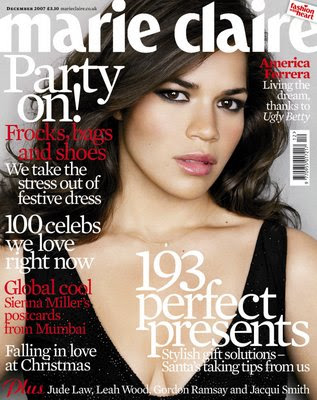 DECEMBER 2007 £3.10 marieclaire.co.uk
marie claire
fashion
heart
Party
on!
Frocks, bags
and shoes
We take the
stress out of
festive dress
100 celebs
we love
right now
Global cool
Sienna Miller's
postcards
from Mumbai
Falling in love
at Christmas
America
Ferrera
Living the
dream,
thanks to
Ugly Betty
193
perfect
presents
Stylish gift solutions –
Santa's taking tips from us
Plus Jude Law, Leah Wood, Gordon Ramsay and Jacqui Smith